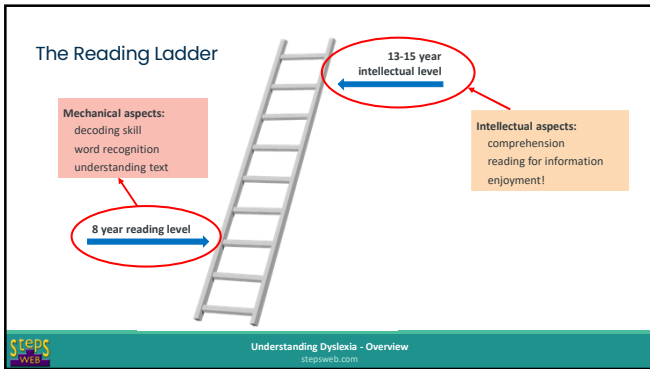 The Reading Ladder
13-15 year
intellectual level
Mechanical aspects:
decoding skill
word recognition
understanding text
Intellectual aspects:
comprehension
reading for information
enjoyment!
8 year reading level
StepS
WEB
Understanding Dyslexia - Overview
stepsweb.com